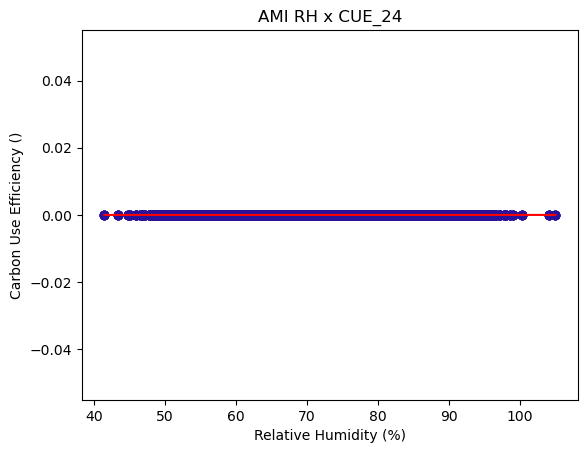 AMI RH x CUE_24
Carbon Use Efficiency ()
0.04
0.02
0.00
−0.02
−0.04
40 50 60 70 80 90 100
Relative Humidity (%)